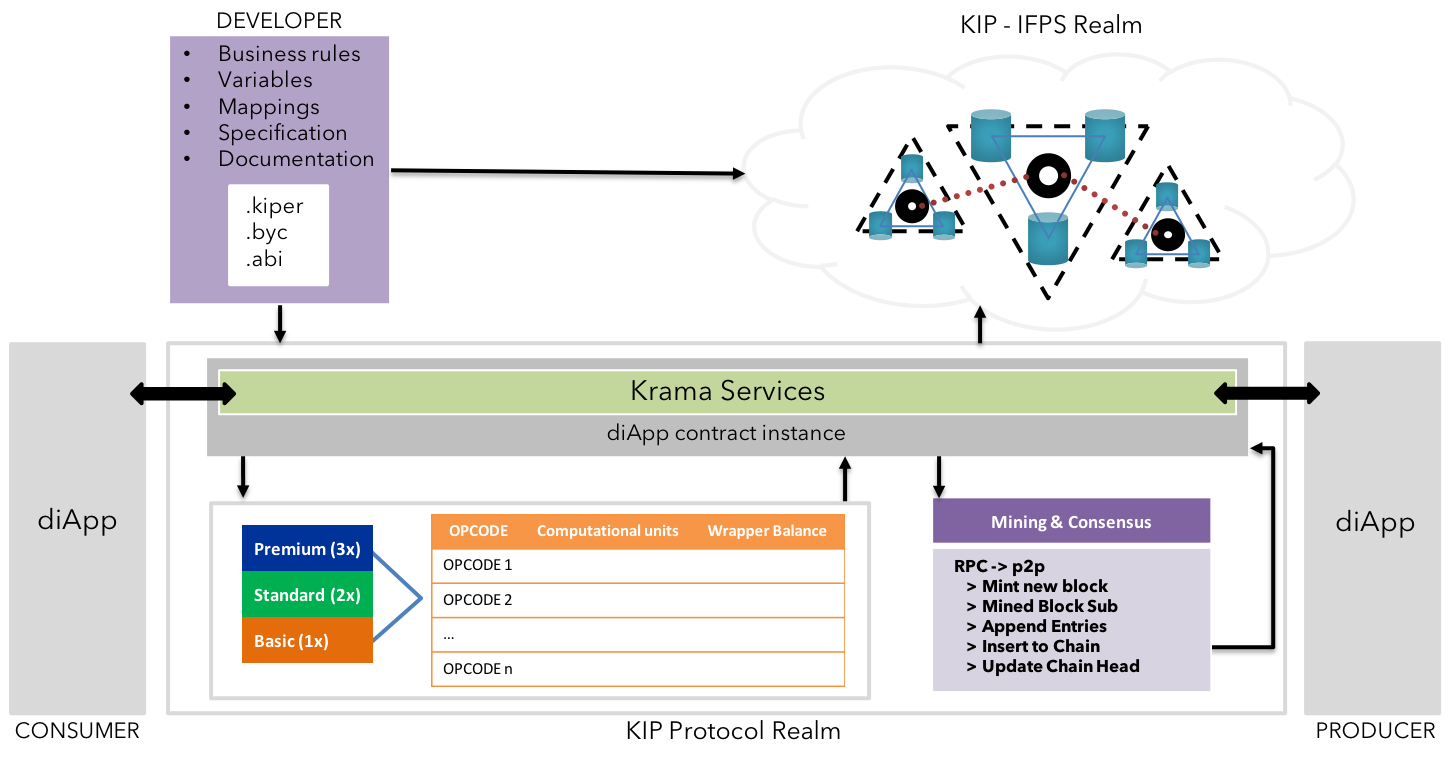 DEVELOPER
• Business rules
• Variables
• Mappings
• Specification
• Documentation
.kiper
.byc
.abi
KIP - IFPS Realm
Krama Services
diApp contract instance
diApp
CONSUMER
Premium (3x)
Standard (2x)
Basic (1x)
OPCODE Computational units Wrapper Balance
OPCODE 1
OPCODE 2
...
OPCODE n
Mining & Consensus
RPC -> p2p
> Mint new block
> Mined Block Sub
> Append Entries
> Insert to Chain
> Update Chain Head
diApp
PRODUCER
KIP Protocol Realm